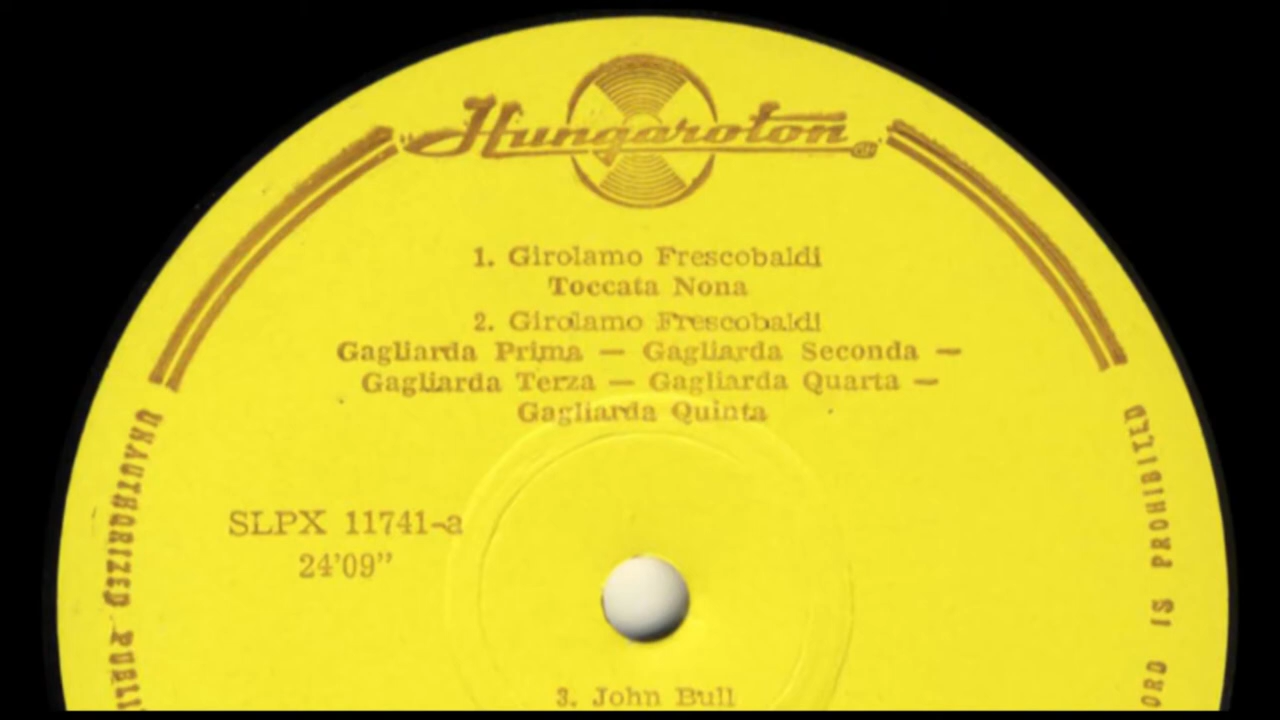 Hungaroton
1. Girolamo Frescobaldi
Toccata Nona
2. Girolamo Frescobaldi
Gagliarda Prima — Gagliarda Seconda —
Gagliarda Terza — Gagliarda Quarta —
Gagliarda Quinta
SLPX 11741-a
24'09”
3. John Bull
UNAUTHORIZED PUBLI
ORD IS PROHIBITED